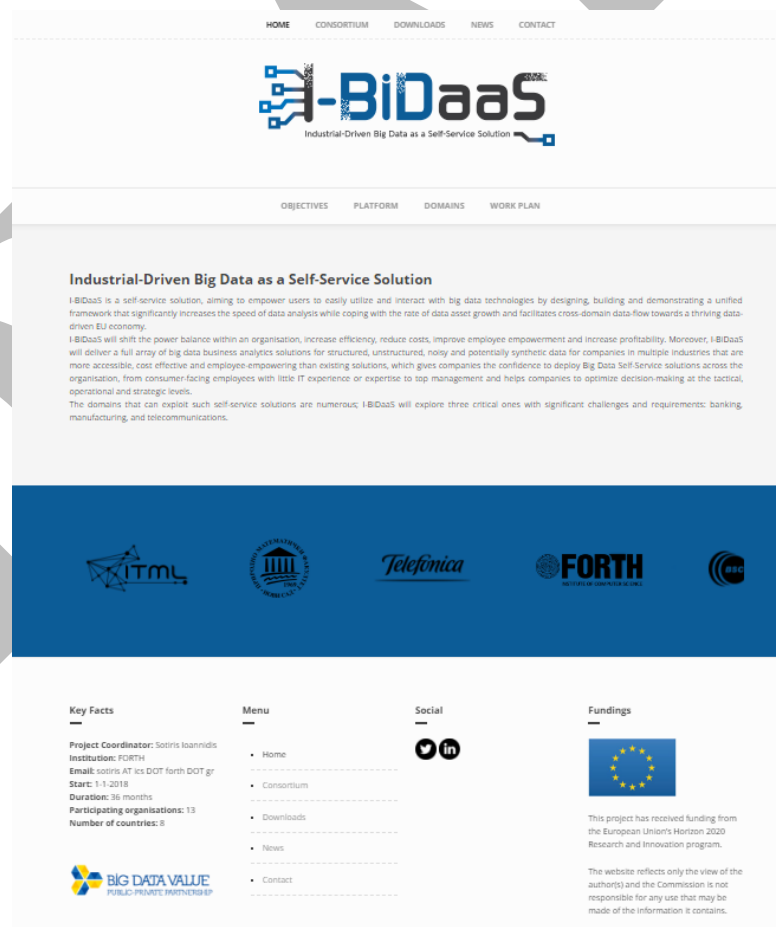 HOME CONSORTIUM DOWNLOADS NEWS CONTACT
I-BiDaaS
Industrial-Driven Big Data as a Self-Service Solution
OBJECTIVES PLATFORM DOMAINS WORK PLAN
Industrial-Driven Big Data as a Self-Service Solution
I-BiDaaS is a self-service solution, aiming to empower users to easily utilize and interact with big data technologies by designing, building and demonstrating a unified
framework that significantly increases the speed of data analysis while coping with the rate of data asset growth and facilitates cross-domain data-flow towards a thriving data-
driven EU economy.
I-BiDaaS will shift the power balance within an organisation, increase efficiency, reduce costs, improve employee empowerment and increase profitability. Moreover, I-BiDaaS
will deliver a full array of big data business analytics solutions for structured, unstructured, noisy and potentially synthetic data for companies in multiple industries that are
more accessible, cost effective and employee-empowering than existing solutions, which gives companies the confidence to deploy Big Data Self-Service solutions across the
organisation, from consumer-facing employees with little IT experience or expertise to top management and helps companies to optimize decision-making at the tactical,
operational and strategic levels.
The domains that can exploit such self-service solutions are numerous; I-BiDaaS will explore three critical ones with significant challenges and requirements: banking,
manufacturing, and telecommunications.
ITML
Telefónica
FORTH
INSTITUTE OF COMPUTER SCIENCE
BSC
Key Facts
Project Coordinator: Sotiris Ioannidis
Institution: FORTH
Email: sotiris AT ics DOT forth DOT gr
Start: 1-1-2018
Duration: 36 months
Participating organisations: 13
Number of countries: 8
BIG DATA VALUE
PUBLIC-PRIVATE PARTNERSHIP
Menu
Home
Consortium
Downloads
News
Contact
Social
in
Fundings
This project has received funding from
the European Union's Horizon 2020
Research and Innovation program.
The website reflects only the view of the
author(s) and the Commission is not
responsible for any use that may be
made of the information it contains.